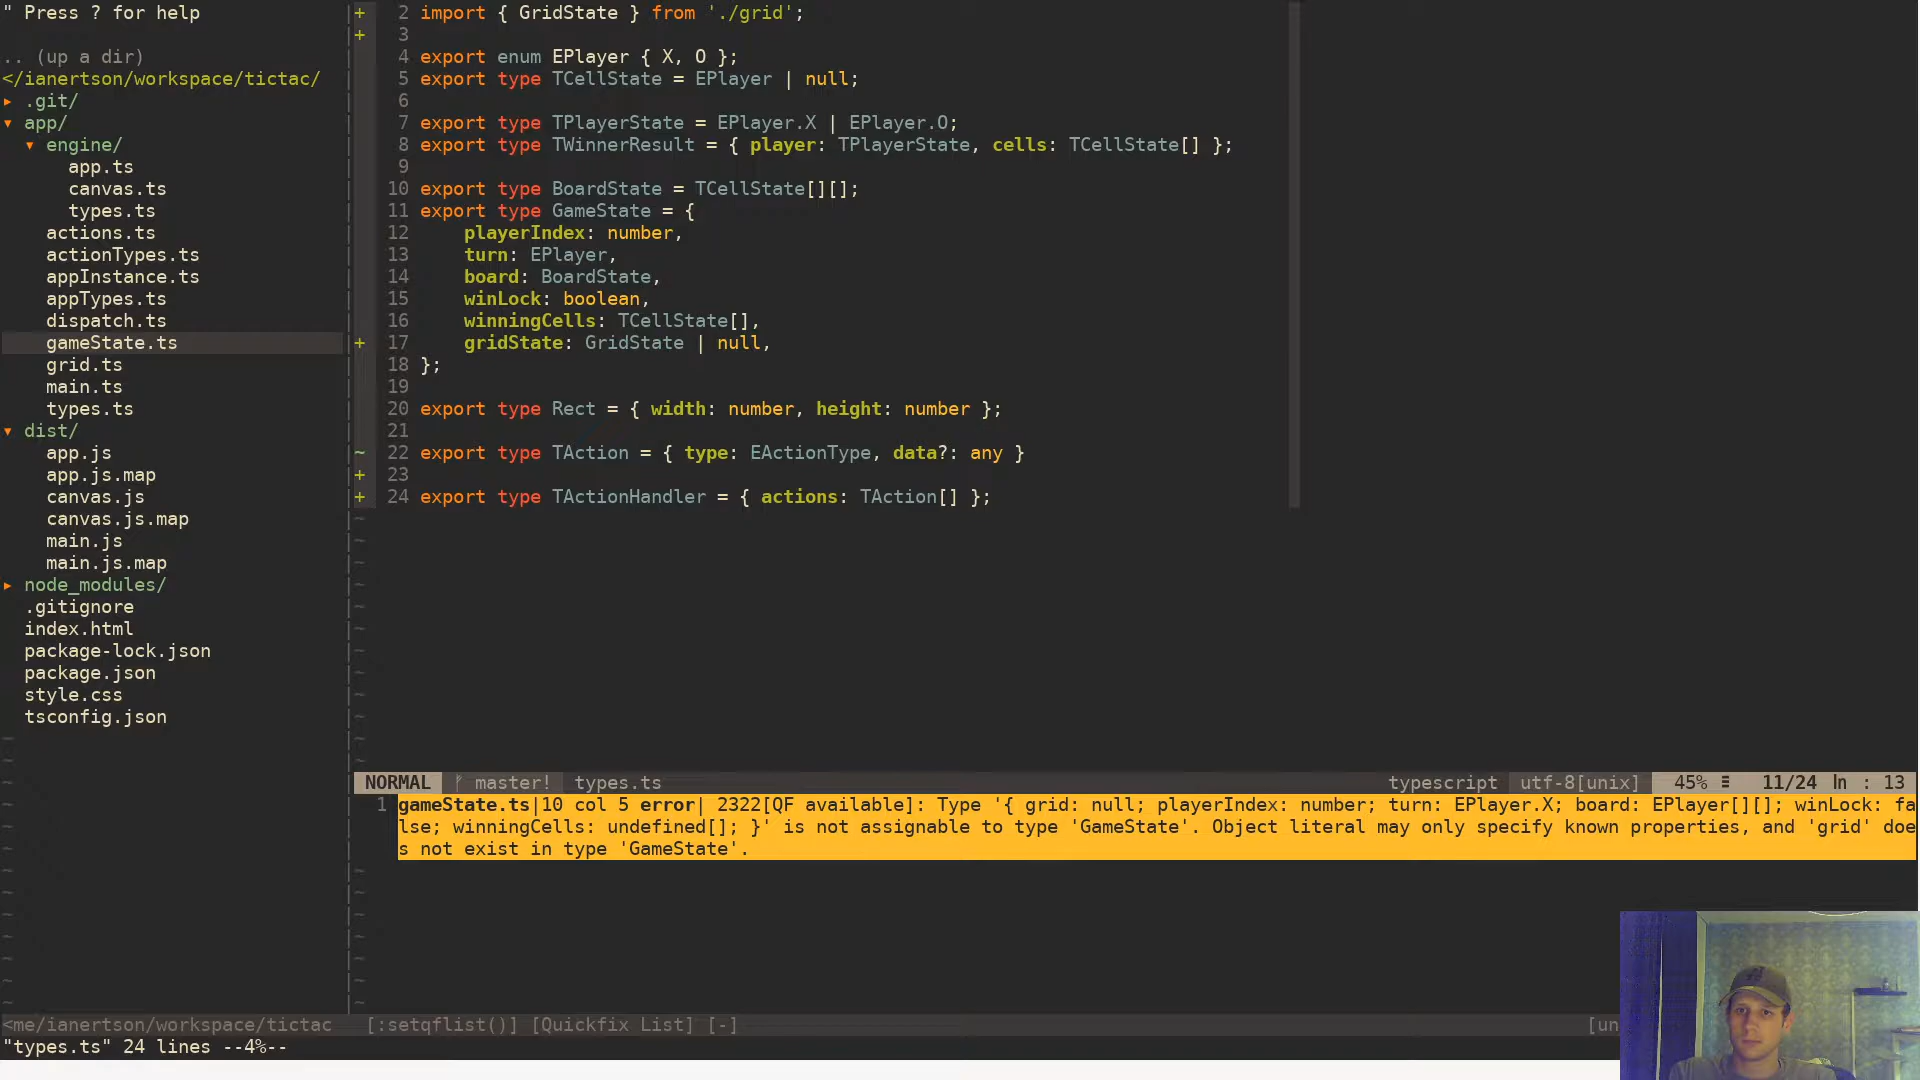 " Press ? for help
.. (up a dir)
</ianertson/workspace/tictac/
▸ .git/
▾ app/
▾ engine/
app.ts
canvas.ts
types.ts
actions.ts
actionTypes.ts
appInstance.ts
appTypes.ts
dispatch.ts
gameState.ts
grid.ts
main.ts
types.ts
▾ dist/
app.js
app.js.map
canvas.js
canvas.js.map
main.js
main.js.map
▸ node_modules/
.gitignore
index.html
package-lock.json
package.json
style.css
tsconfig.json
+ 2 import { GridState } from './grid';
+ 3
4 export enum EPlayer { X, O };
5 export type TCellState = EPlayer | null;
6
7 export type TPlayerState = EPlayer.X | EPlayer.O;
8 export type TWinnerResult = { player: TPlayerState, cells: TCellState[] };
9
10 export type BoardState = TCellState[][];
11 export type GameState = {
12 playerIndex: number,
13 turn: EPlayer,
14 board: BoardState,
15 winLock: boolean,
16 winningCells: TCellState[],
+ 17 gridState: GridState | null,
18 };
19
20 export type Rect = { width: number, height: number };
21
~ 22 export type TAction = { type: EActionType, data?: any }
+ 23
+ 24 export type TActionHandler = { actions: TAction[] };
NORMAL master! types.ts typescript utf-8[unix] 45% ≡ 11/24 ln : 13
1 gameState.ts|10 col 5 error| 2322[QF available]: Type '{ grid: null; playerIndex: number; turn: EPlayer.X; board: EPlayer[][]; winLock: fa
lse; winningCells: undefined[]; }' is not assignable to type 'GameState'. Object literal may only specify known properties, and 'grid' doe
s not exist in type 'GameState'.
<me/ianertson/workspace/tictac [:setqflist()] [Quickfix List] [-] [un
"types.ts" 24 lines --4%--